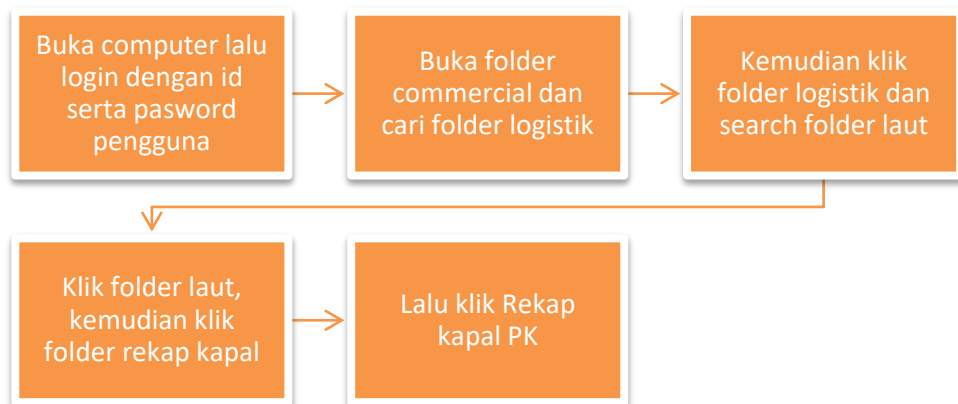 Buka computer lalu
login dengan id
serta pasword
pengguna
Buka folder
commercial dan
cari folder logistik
Kemudian klik
folder logistik dan
search folder laut
Klik folder laut,
kemudian klik
folder rekap kapal
Lalu klik Rekap
kapal PK